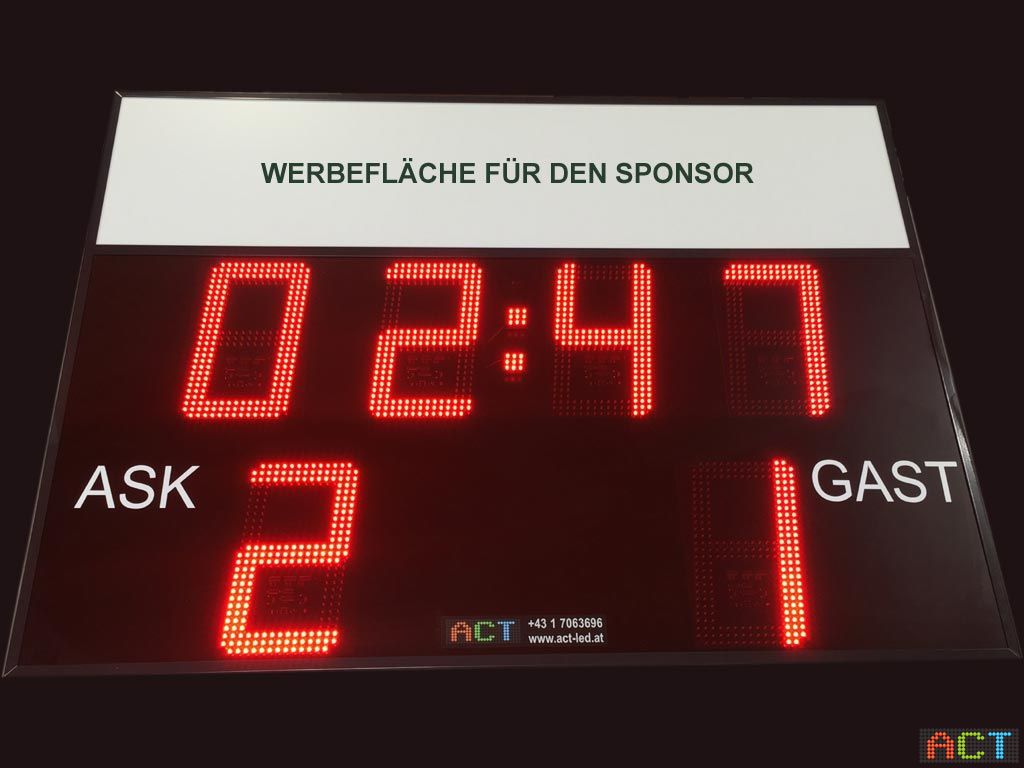 WERBEFLÄCHE FÜR DEN SPONSOR
02:47
ASK 2 1 GAST
ACT +43 1 7063696
www.act-led.at
ACT